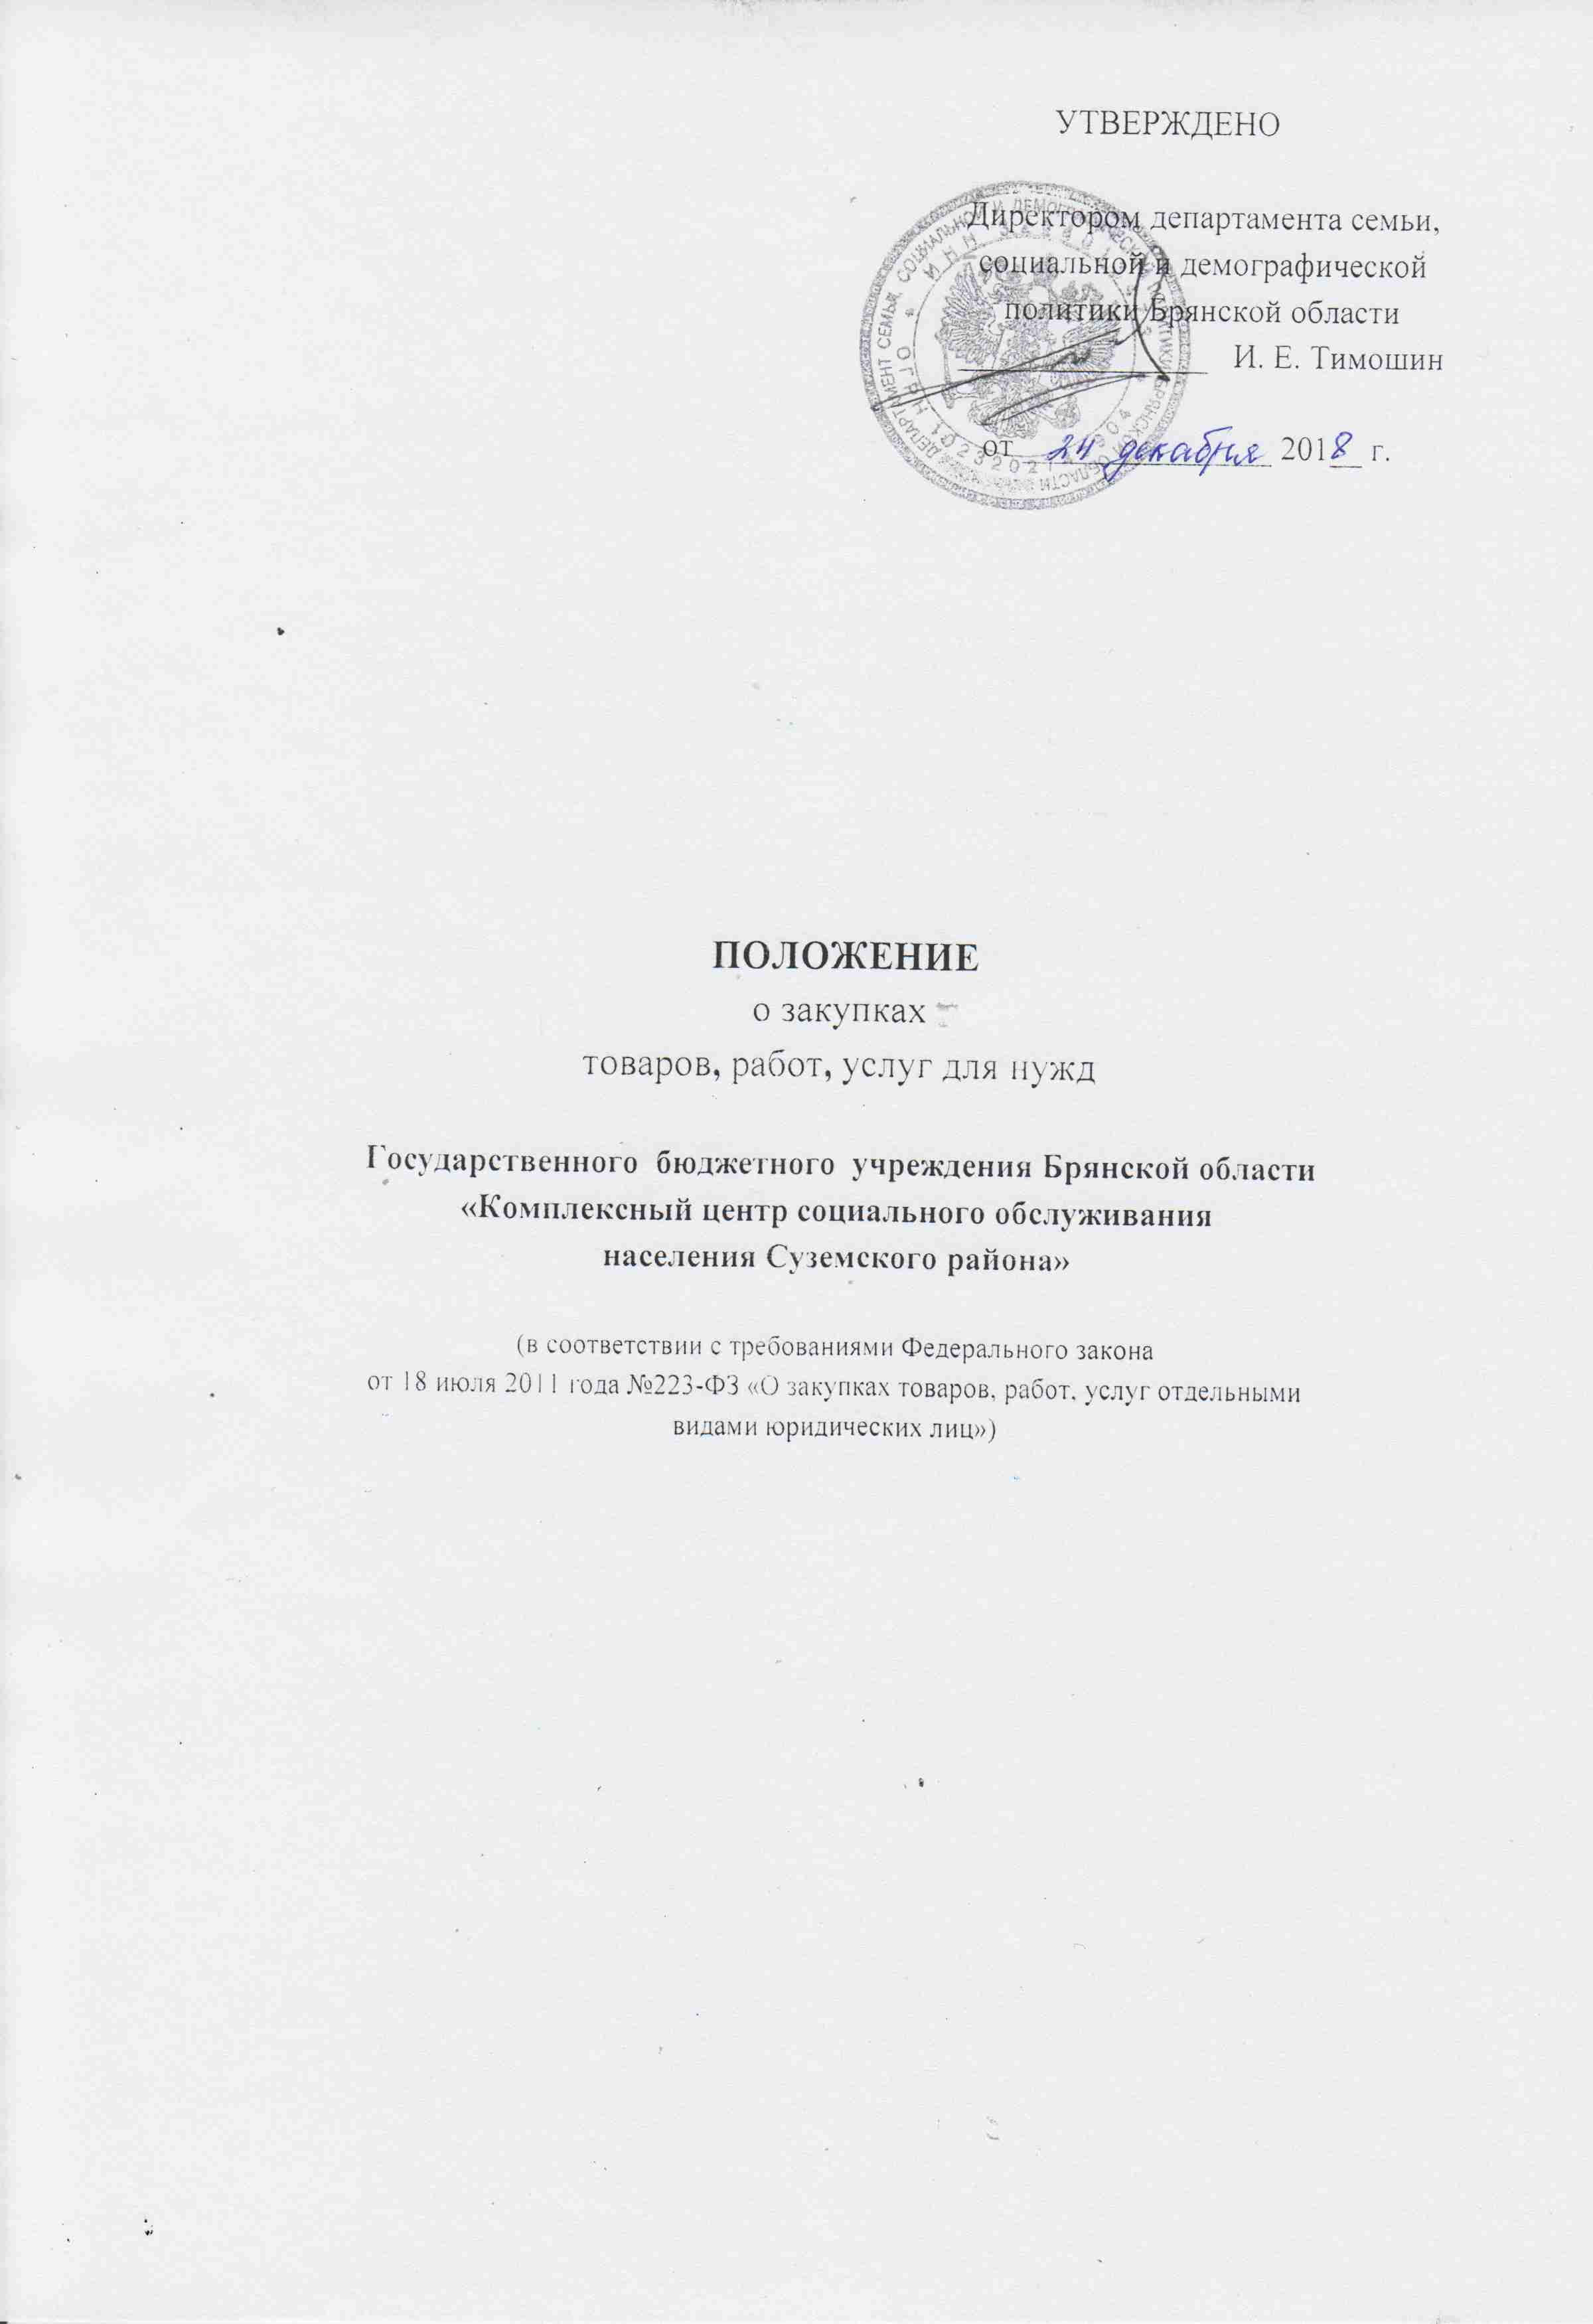 УТВЕРЖДЕНО
Директором департамента семьи,
социальной и демографической
политики Брянской области
И. Е. Тимошин
от 24 декабря 2018 г.
ПОЛОЖЕНИЕ
о закупках
товаров, работ, услуг для нужд
Государственного бюджетного учреждения Брянской области
«Комплексный центр социального обслуживания
населения Суземского района»
(в соответствии с требованиями Федерального закона
от 18 июля 2011 года №223-ФЗ «О закупках товаров, работ, услуг отдельными
видами юридических лиц»)